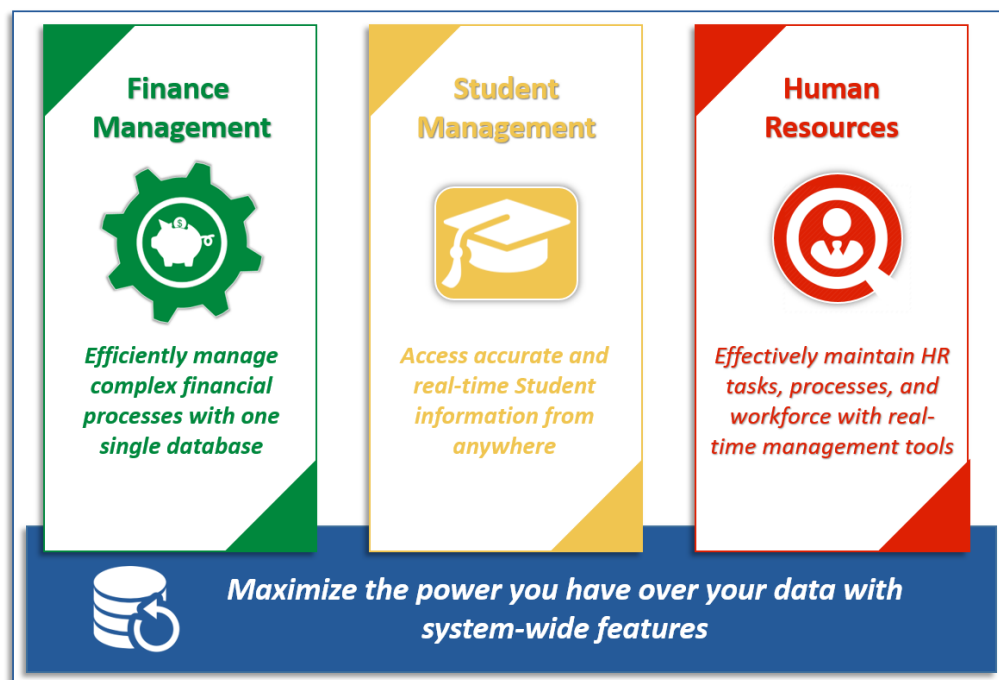 Finance
Management
Efficiently manage
complex financial
processes with one
single database
Student
Management
Access accurate and
real-time Student
information from
anywhere
Human
Resources
Effectively maintain HR
tasks, processes, and
workforce with real-
time management tools
Maximize the power you have over your data with
system-wide features